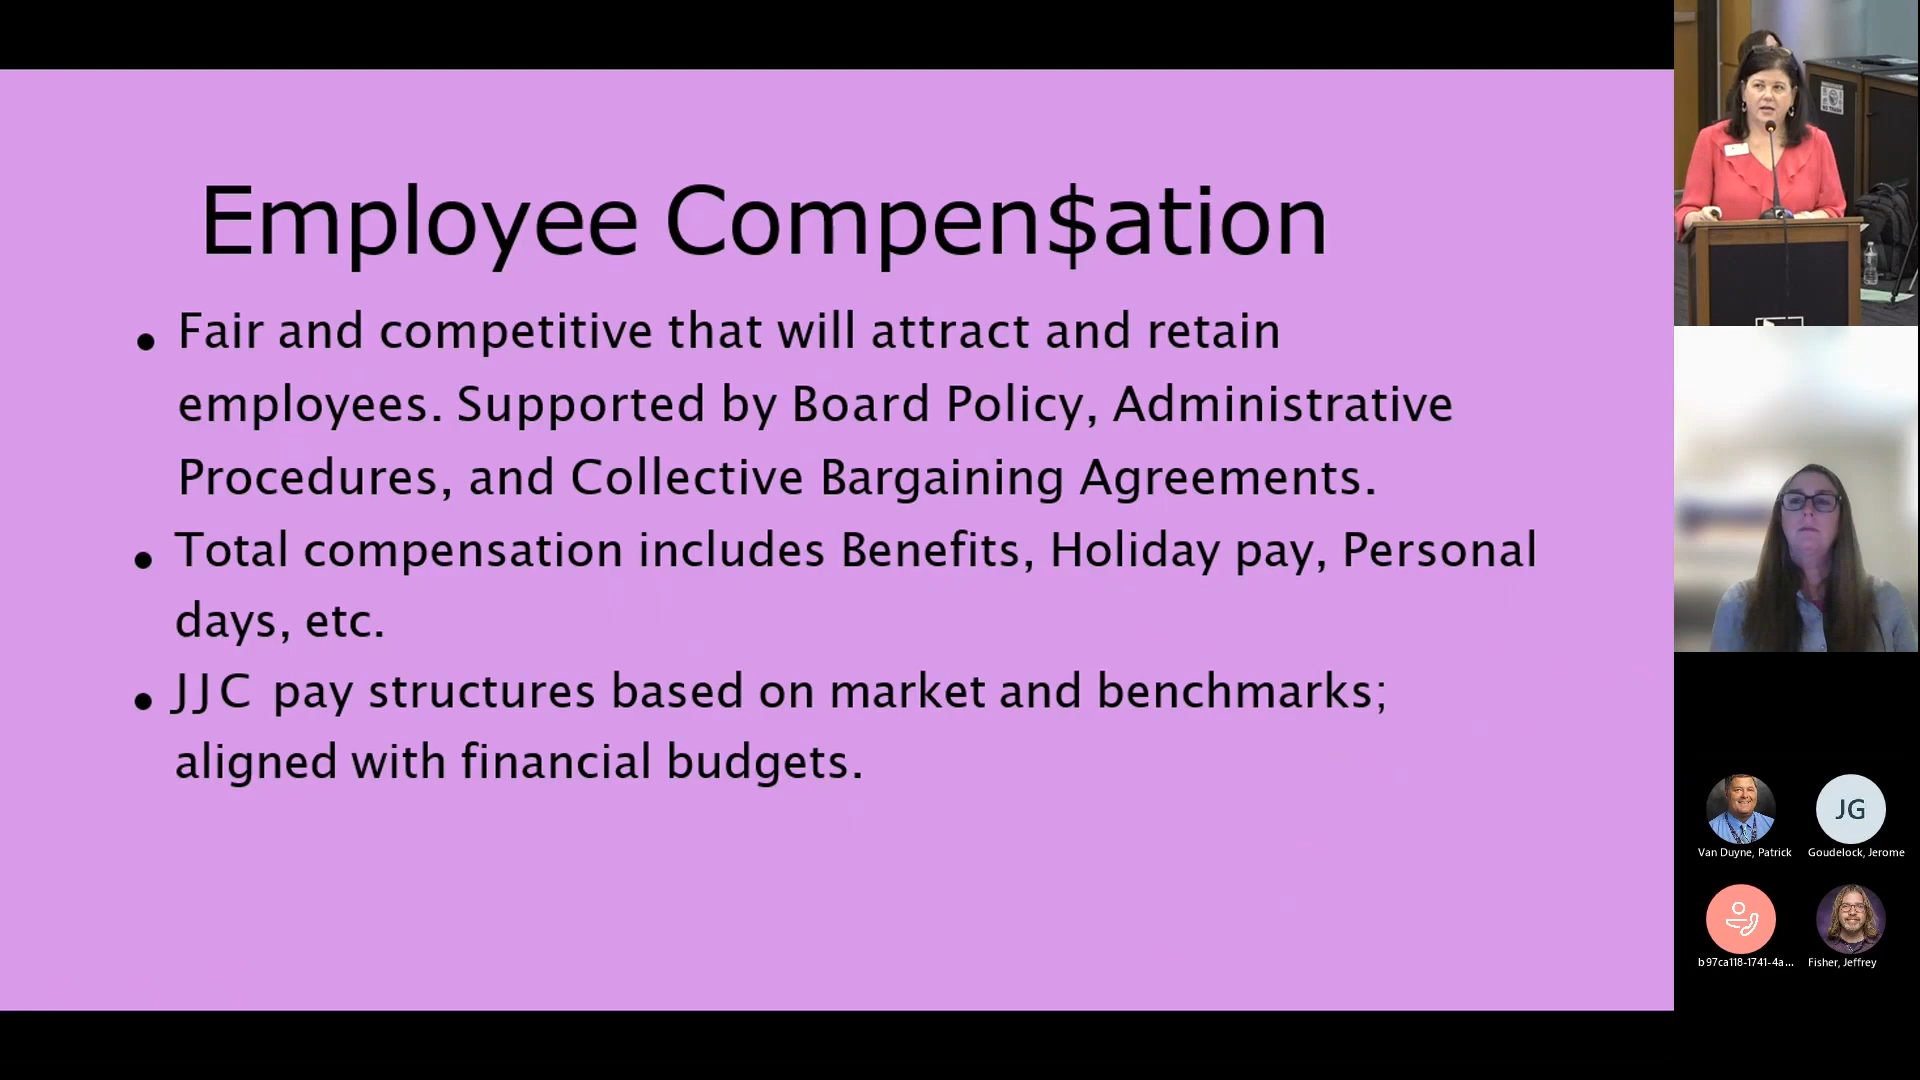 Employee Compen$ation
• Fair and competitive that will attract and retain
employees. Supported by Board Policy, Administrative
Procedures, and Collective Bargaining Agreements.
• Total compensation includes Benefits, Holiday pay, Personal
days, etc.
• JJC pay structures based on market and benchmarks;
aligned with financial budgets.
JG
Van Duyne, Patrick
Goudelock, Jerome
b97ca118-1741-4a...
Fisher, Jeffrey